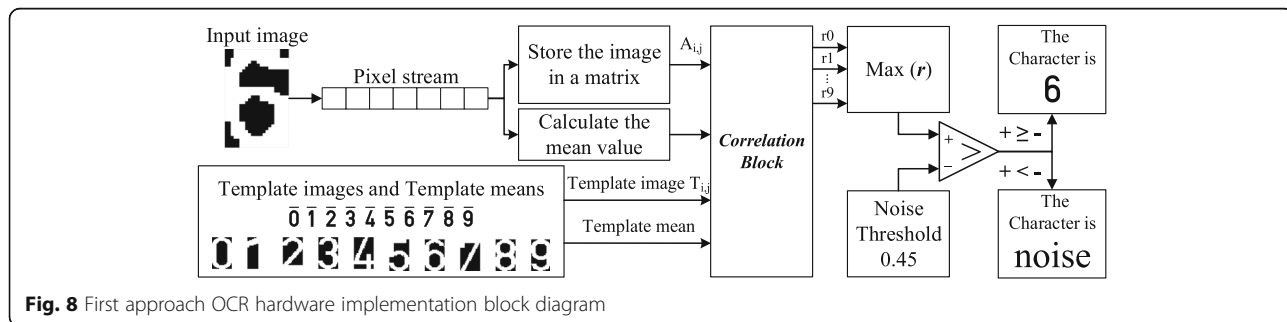 Input image
Pixel stream
Store the image
in a matrix
Calculate the
mean value
A_{i,j}
Template images and Template means
0̅ 1̅ 2̅ 3̅ 4̅ 5̅ 6̅ 7̅ 8̅ 9̅
0 1 2 3 4 5 6 7 8 9
Template image T_{i,j}
Template mean
Correlation
Block
r0
r1
⋮
r9
Max (r)
+
-
>
Noise
Threshold
0.45
+ ≥ -
+ < -
The
Character is
6
The
Character is
noise
Fig. 8 First approach OCR hardware implementation block diagram